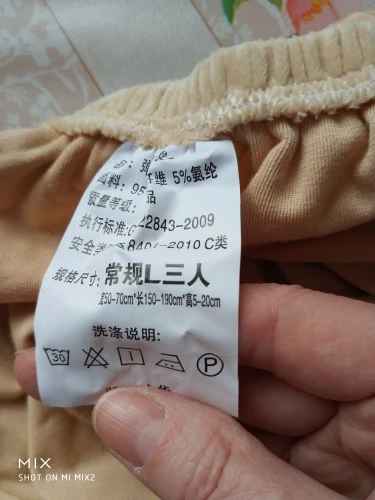 面料: 95 纤维 5%氨纶
质量等级: 品
执行标准:G 22843-2009
安全类 8401-2010 C类
规格尺寸: 常规L三人
宽50-70cm*长150-190cm*高5-20cm
洗涤说明:
30 P
MIX
SHOT ON MI MIX2